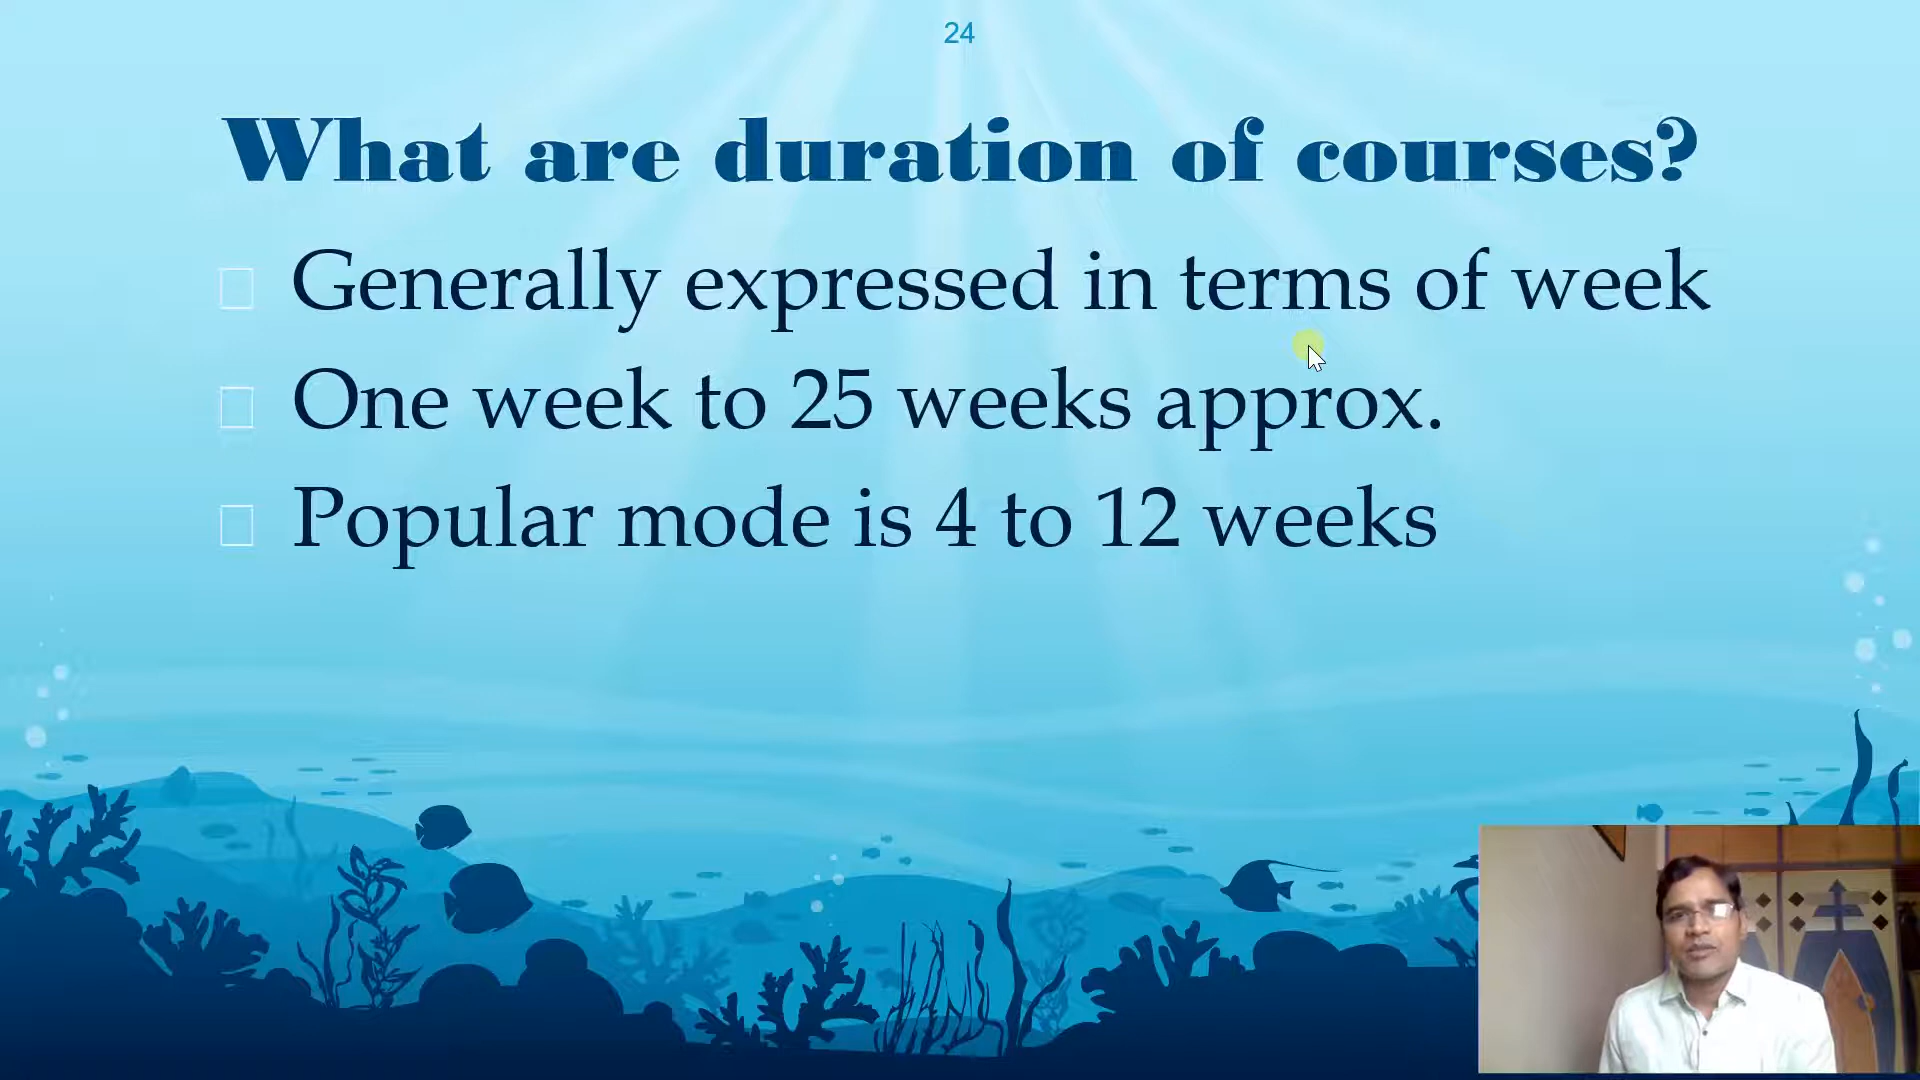 24
What are duration of courses?
Generally expressed in terms of week
One week to 25 weeks approx.
Popular mode is 4 to 12 weeks